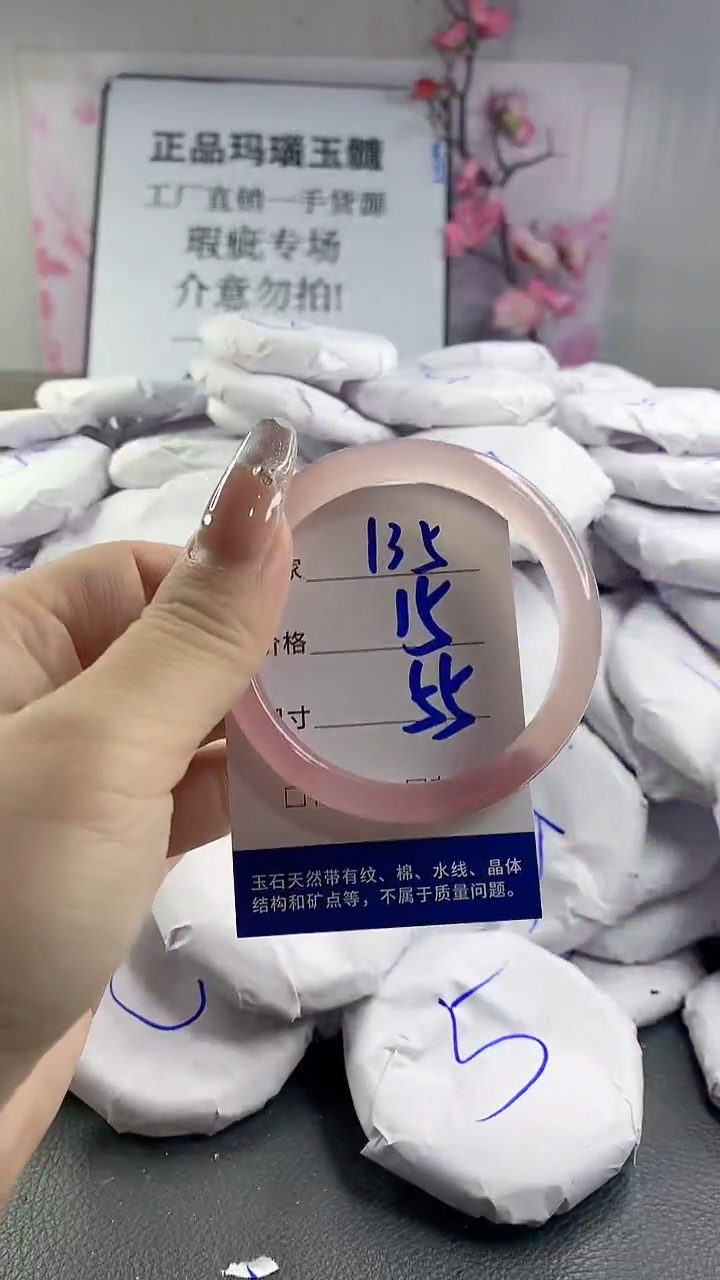 正品玛瑙玉髓
工厂直销一手货源
瑕疵专场
介意勿拍!
家 135
价格 15
寸 55
玉石天然带有纹、棉、水线、晶体
结构和矿点等，不属于质量问题。
5